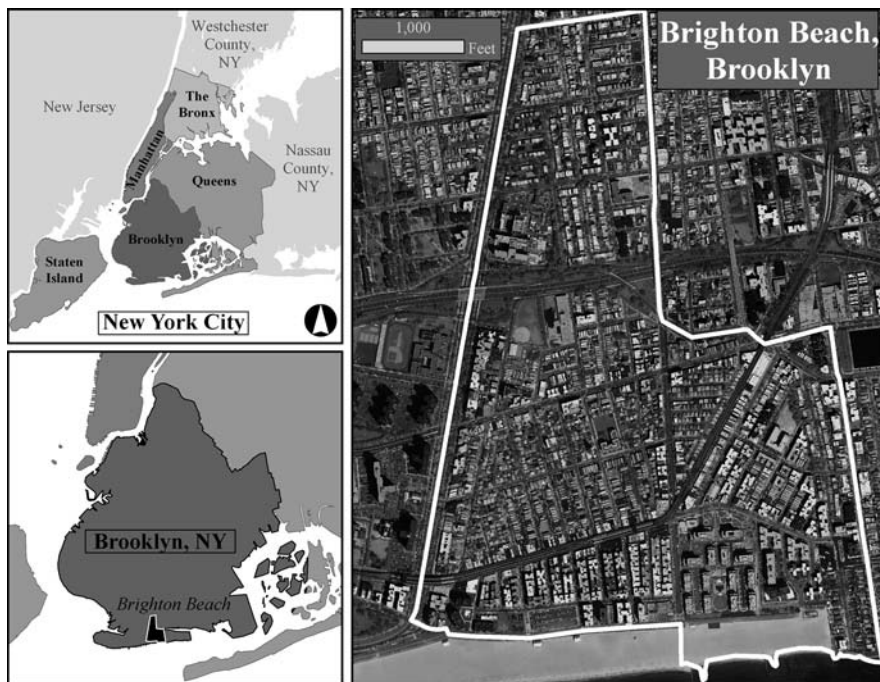 Westchester
County,
NY
New Jersey
The
Bronx
Manhattan
Nassau
County,
NY
Queens
Brooklyn
Staten
Island
New York City
Brooklyn, NY
Brighton Beach
1,000
Feet
Brighton Beach,
Brooklyn